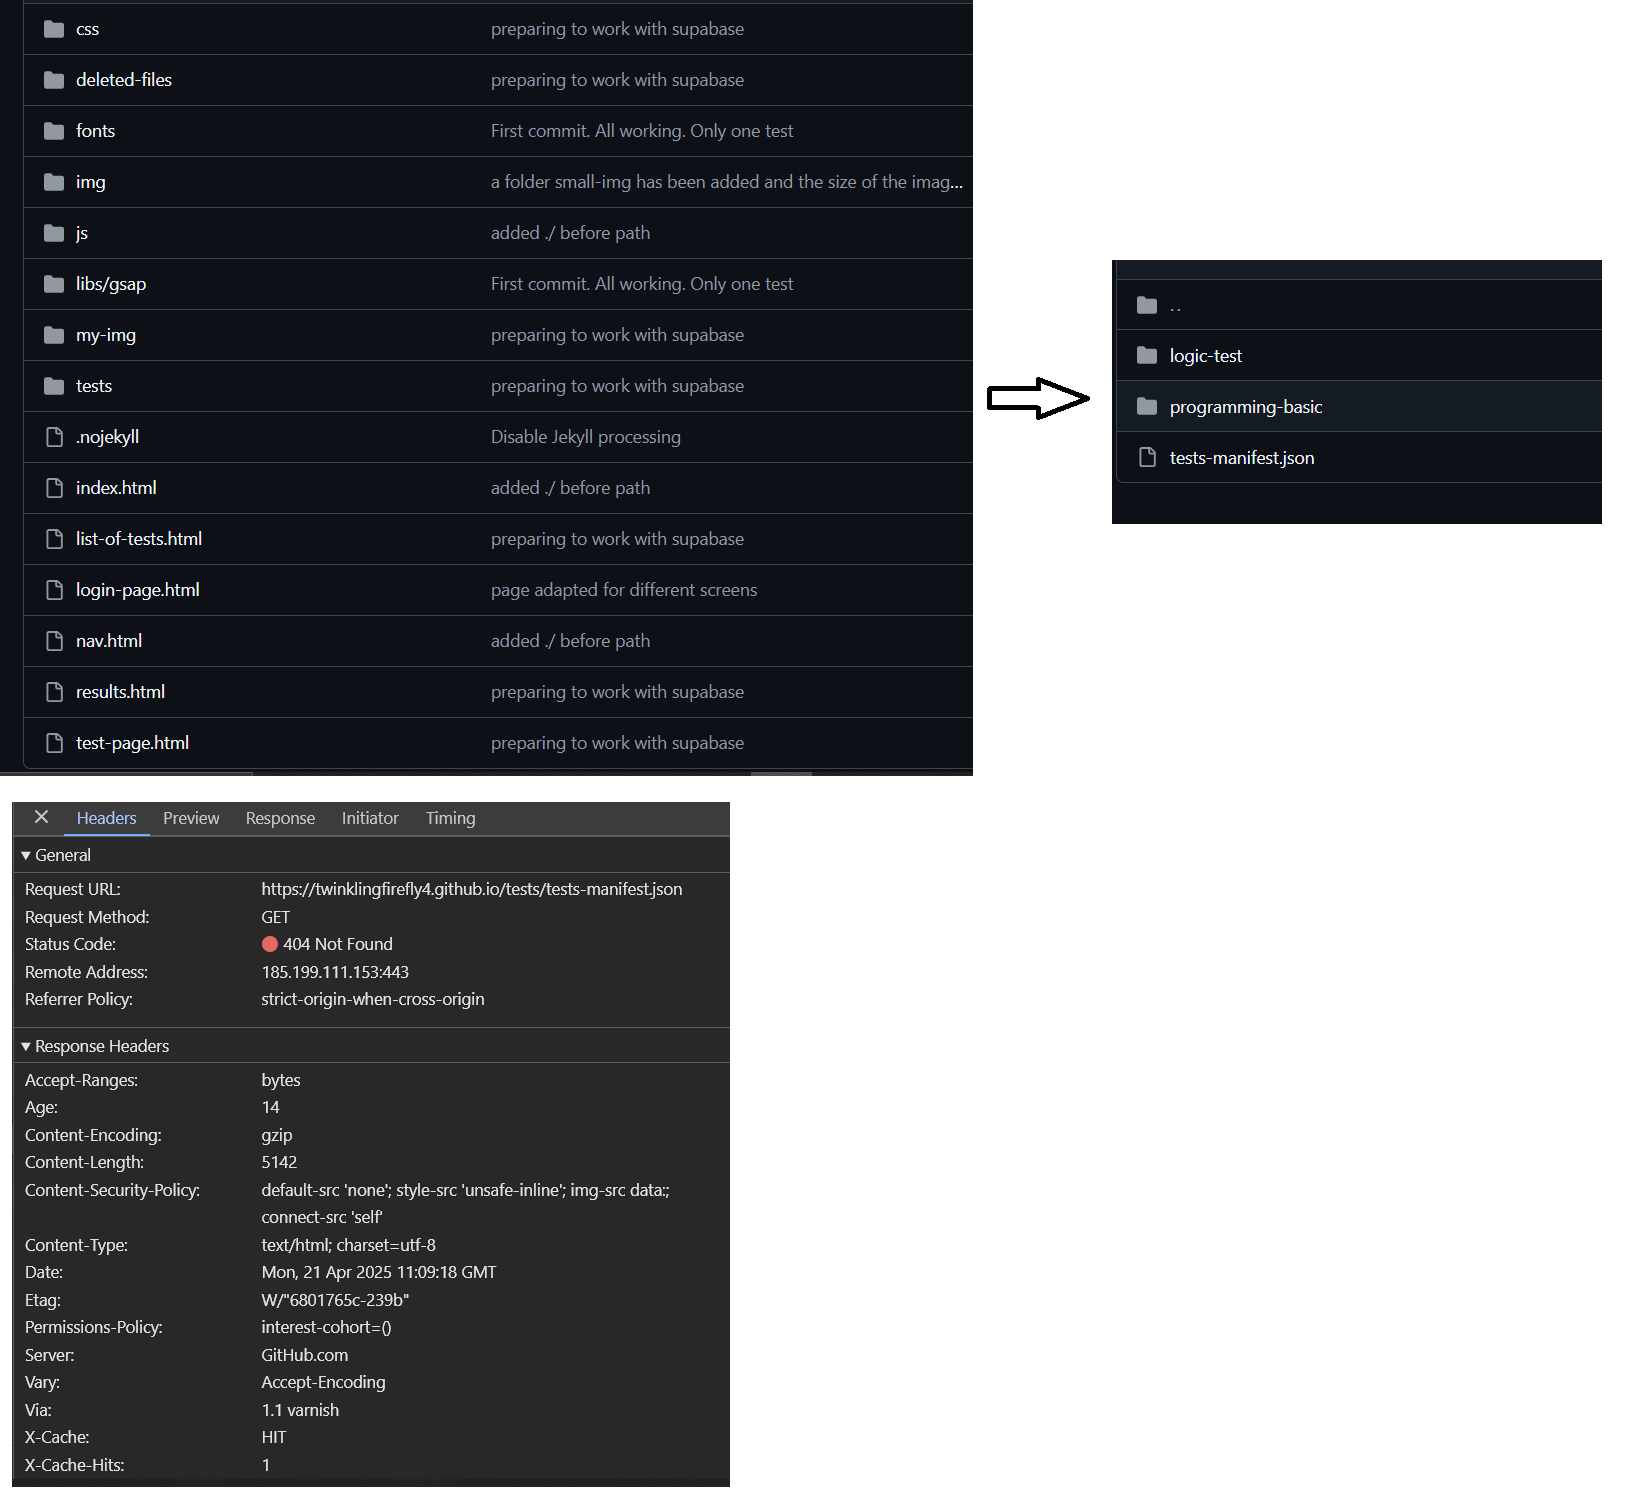 css preparing to work with supabase
deleted-files preparing to work with supabase
fonts First commit. All working. Only one test
img a folder small-img has been added and the size of the imag...
js added ./ before path
libs/gsap First commit. All working. Only one test
my-img preparing to work with supabase
tests preparing to work with supabase
.nojekyll Disable Jekyll processing
index.html added ./ before path
list-of-tests.html preparing to work with supabase
login-page.html page adapted for different screens
nav.html added ./ before path
results.html preparing to work with supabase
test-page.html preparing to work with supabase
..
logic-test
programming-basic
tests-manifest.json
Headers Preview Response Initiator Timing
General
Request URL: https://twinklingfirefly4.github.io/tests/tests-manifest.json
Request Method: GET
Status Code: 404 Not Found
Remote Address: 185.199.111.153:443
Referrer Policy: strict-origin-when-cross-origin
Response Headers
Accept-Ranges: bytes
Age: 14
Content-Encoding: gzip
Content-Length: 5142
Content-Security-Policy: default-src 'none'; style-src 'unsafe-inline'; img-src data:;
connect-src 'self'
Content-Type: text/html; charset=utf-8
Date: Mon, 21 Apr 2025 11:09:18 GMT
Etag: W/"6801765c-239b"
Permissions-Policy: interest-cohort=()
Server: GitHub.com
Vary: Accept-Encoding
Via: 1.1 varnish
X-Cache: HIT
X-Cache-Hits: 1